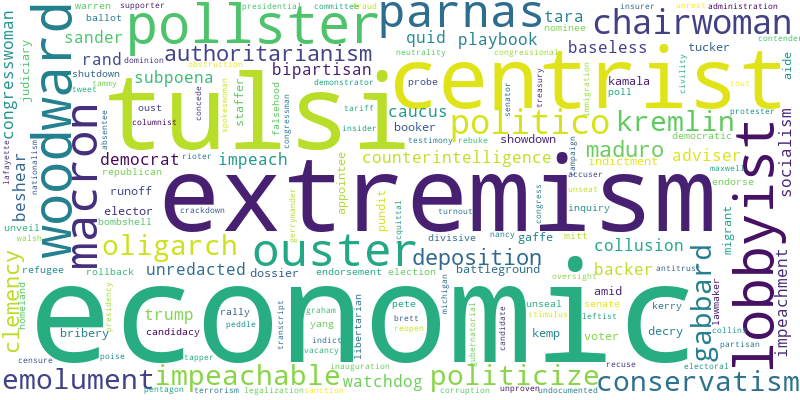 warren
supporter
presidential
committee
fraud
insurer
unrest
administration
ballot
pollster
parnas
tara
nominee
chairwoman
contender
congresswoman
judiciary
sander
authoritarianism
quid
playbook
baseless
tucker
aide
woodward
rand
bipartisan
neutrality
congressional
shutdown
dominion
obstruction
subpoena
demonstrator
centrist
probe
treasury
kamala
civility
tweet
tammy
tulsi
spokeswoman
staffer
falsehood
congressman
tariff
caucus
senator
immigration
poll
tout
oust
concede
columnist
insider
booker
politico
kremlin
protester
lafayette
nationalism
macron
absentee
rioter
testimony
rebuke
showdown
democratic
lobbyist
socialism
democrat
impeach
counterintelligence
maduro
adviser
republican
appointee
pundit
indictment
campaign
accuser
maxwell
beshear
runoff
extremism
unseat
endorse
elector
crackdown
gerrymander
acquittal
turnout
congress
inquiry
migrant
unveil
bombshell
walsh
oligarch
ouster
divisive
nancy
gaffe
mitt
collusion
clemency
refugee
rollback
unredacted
dossier
endorsement
election
deposition
battleground
oversight
backer
antitrust
gabbard
impeachment
homeland
presidency
economic
amid
kerry
lawmaker
trump
rally
graham
pete
michigan
unseal
senate
candidacy
peddle
transcript
yang
libertarian
brett
gubernatorial
candidate
stimulus
leftist
collins
bribery
indict
reopen
kemp
voter
decry
partisan
censure
poise
tapper
vacancy
recuse
electoral
emolument
impeachable
inauguration
watchdog
politicize
conservatism
pentagon
terrorism
legalization
sanction
corruption
unproven
undocumented